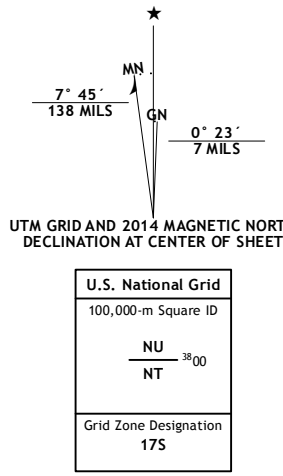 ★
MN
7° 45´
138 MILS
GN
0° 23´
7 MILS
UTM GRID AND 2014 MAGNETIC NORT
DECLINATION AT CENTER OF SHEET
U.S. National Grid
100,000-m Square ID
NU
3800
NT
Grid Zone Designation
17S